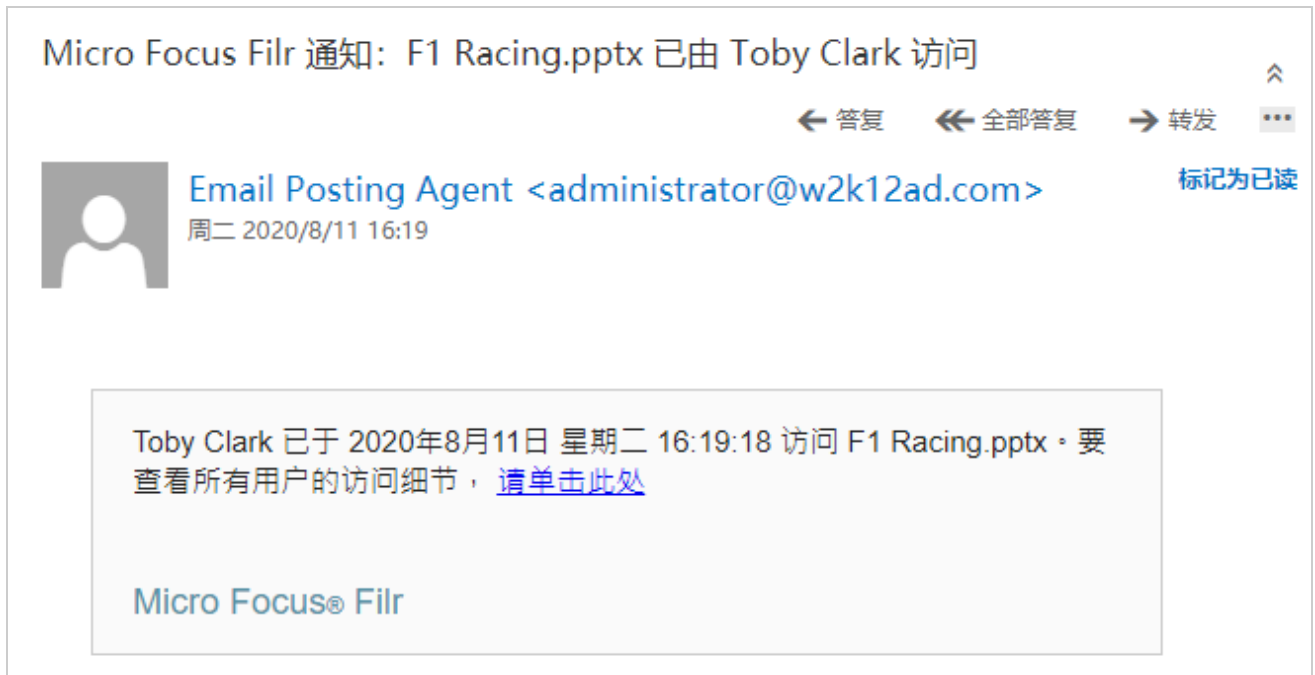 Micro Focus Filr 通知：F1 Racing.pptx 已由 Toby Clark 访问
答复 全部答复 转发 ...
Email Posting Agent <administrator@w2k12ad.com> 标记为已读
周二 2020/8/11 16:19
Toby Clark 已于 2020年8月11日 星期二 16:19:18 访问 F1 Racing.pptx。要
查看所有用户的访问细节， 请单击此处
Micro Focus® Filr